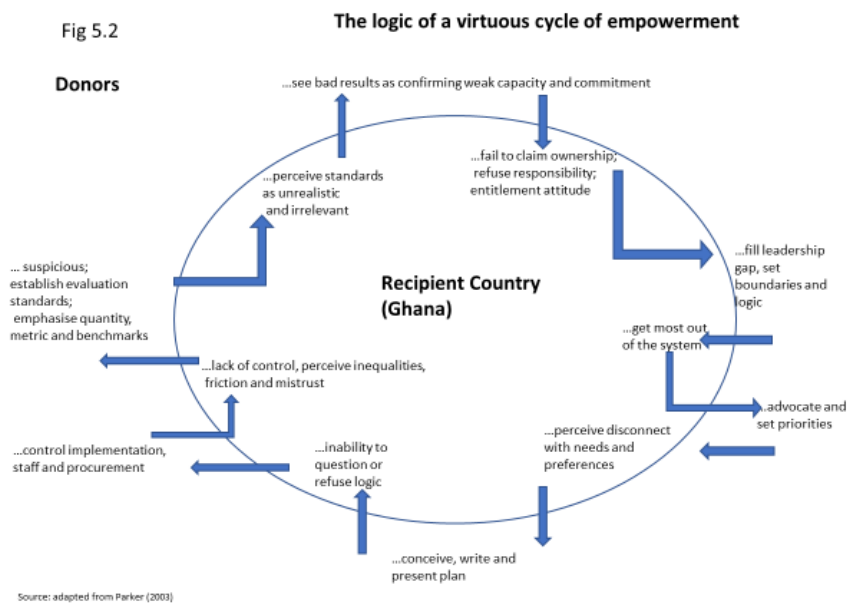 The logic of a virtuous cycle of empowerment
Fig 5.2
Donors
...see bad results as confirming weak capacity and commitment
...fail to claim ownership;
refuse responsibility;
entitlement attitude
...perceive standards
as unrealistic
and irrelevant
...fill leadership
gap, set
boundaries and
logic
... suspicious;
establish evaluation
standards;
emphasise quantity,
metric and benchmarks
Recipient Country
(Ghana)
...get most out
of the system
...lack of control, perceive inequalities,
friction and mistrust
...advocate and
set priorities
...perceive disconnect
with needs and
preferences
...control implementation,
staff and procurement
...inability to
question or
refuse logic
...conceive, write and
present plan
Source: adapted from Parker (2003)